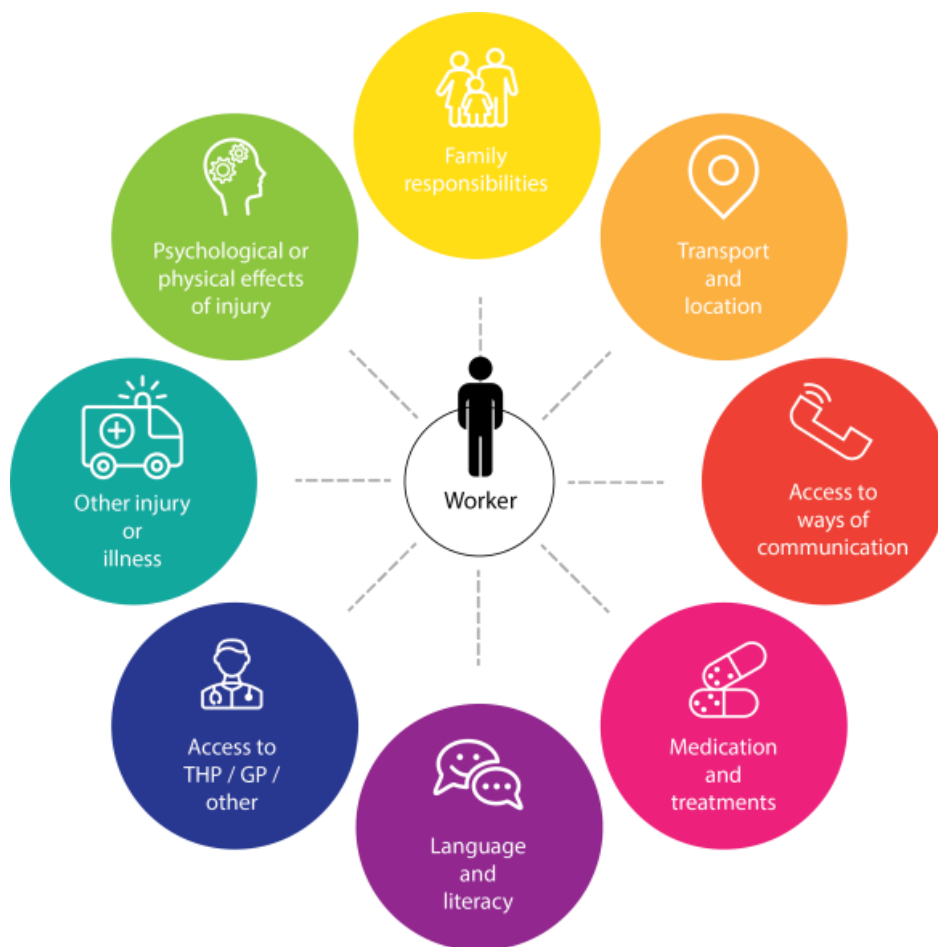 Family
responsibilities
Transport
and
location
Access to
ways of
communication
Medication
and
treatments
Language
and
literacy
Access to
THP / GP /
other
Other injury
or
illness
Psychological or
physical effects
of injury
Worker